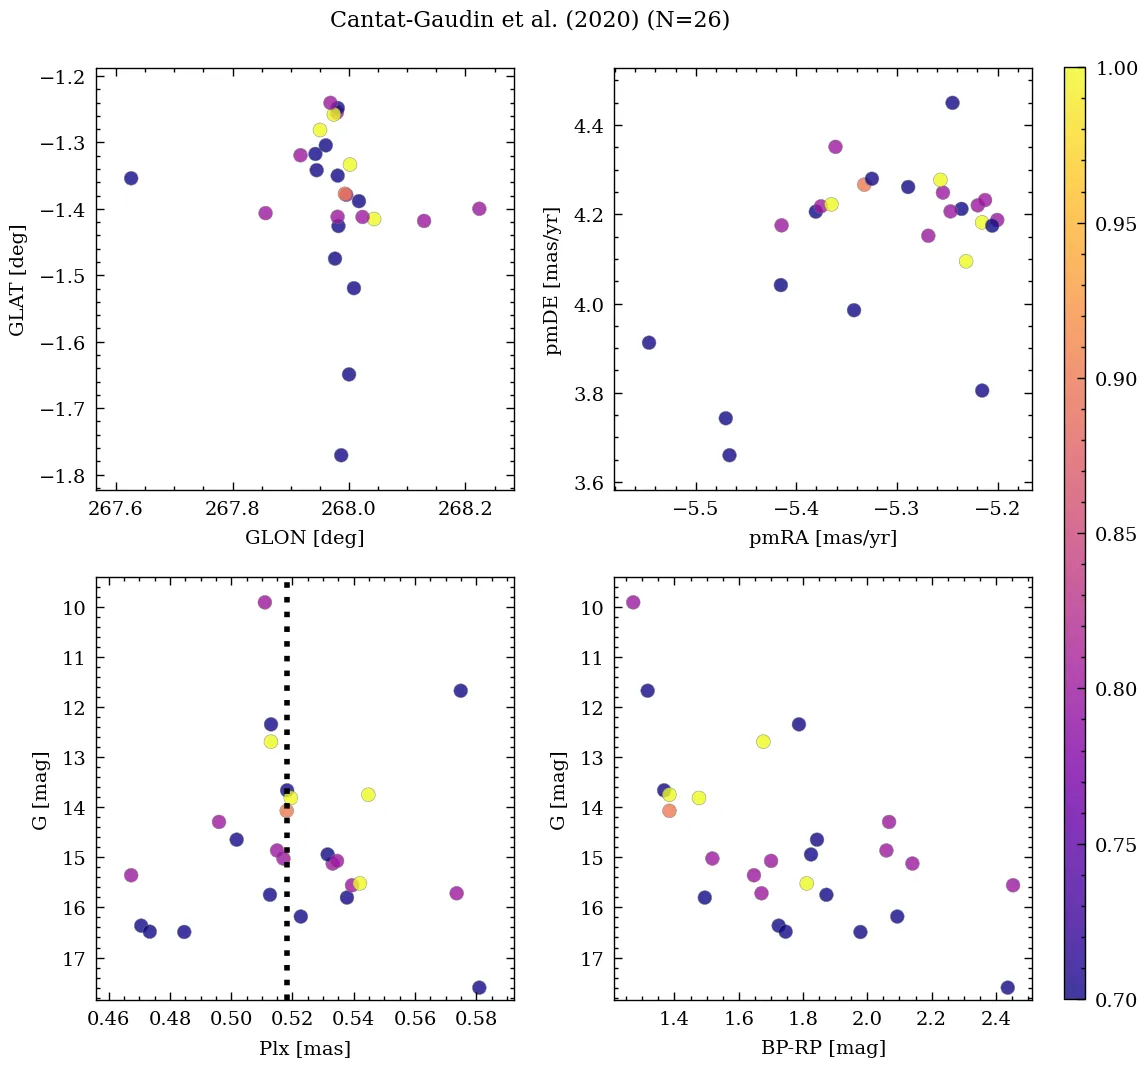 Cantat-Gaudin et al. (2020) (N=26)
−1.2
−1.3
−1.4
−1.5
−1.6
−1.7
−1.8
GLAT [deg]
267.6 267.8 268.0 268.2
GLON [deg]
4.4
4.2
4.0
3.8
3.6
pmDE [mas/yr]
−5.5 −5.4 −5.3 −5.2
pmRA [mas/yr]
10
11
12
13
14
15
16
17
G [mag]
0.46 0.48 0.50 0.52 0.54 0.56 0.58
Plx [mas]
10
11
12
13
14
15
16
17
G [mag]
1.4 1.6 1.8 2.0 2.2 2.4
BP-RP [mag]
1.00
0.95
0.90
0.85
0.80
0.75
0.70